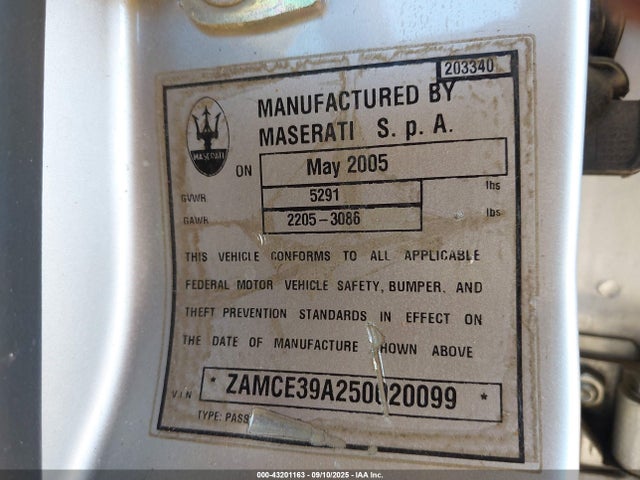 203340
MANUFACTURED BY
MASERATI S. p A.
MASERATI
ON May 2005
GVWR 5291 lbs
GAWR 2205-3086 lbs
THIS VEHICLE CONFORMS TO ALL APPLICABLE
FEDERAL MOTOR VEHICLE SAFETY, BUMPER, AND
THEFT PREVENTION STANDARDS IN EFFECT ON
THE DATE OF MANUFACTURE SHOWN ABOVE
V.I.N * ZAMCE39A250020099 *
TYPE: PASS
000-43201163 - 09/10/2025 - IAA Inc.